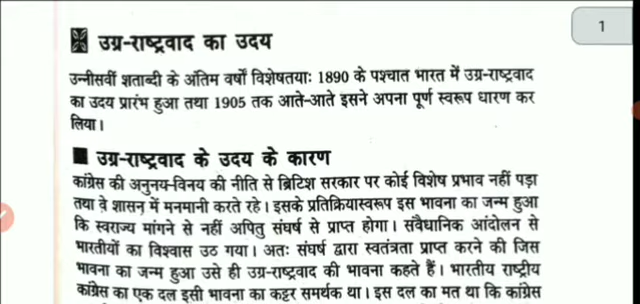 1
उग्र-राष्ट्रवाद का उदय
उन्नीसवीं शताब्दी के अंतिम वर्षों विशेषतयाः 1890 के पश्चात भारत में उग्र-राष्ट्रवाद
का उदय प्रारंभ हुआ तथा 1905 तक आते-आते इसने अपना पूर्ण स्वरूप धारण कर
लिया।
उग्र-राष्ट्रवाद के उदय के कारण
कांग्रेस की अनुनय-विनय की नीति से ब्रिटिश सरकार पर कोई विशेष प्रभाव नहीं पड़ा
तथा वे शासन में मनमानी करते रहे। इसके प्रतिक्रियास्वरूप इस भावना का जन्म हुआ
कि स्वराज्य मांगने से नहीं अपितु संघर्ष से प्राप्त होगा। संवैधानिक आंदोलन से
भारतीयों का विश्वास उठ गया। अतः संघर्ष द्वारा स्वतंत्रता प्राप्त करने की जिस
भावना का जन्म हुआ उसे ही उग्र-राष्ट्रवाद की भावना कहते हैं। भारतीय राष्ट्रीय
कांग्रेस का एक दल इसी भावना का कट्टर समर्थक था। इस दल का मत था कि कांग्रेस